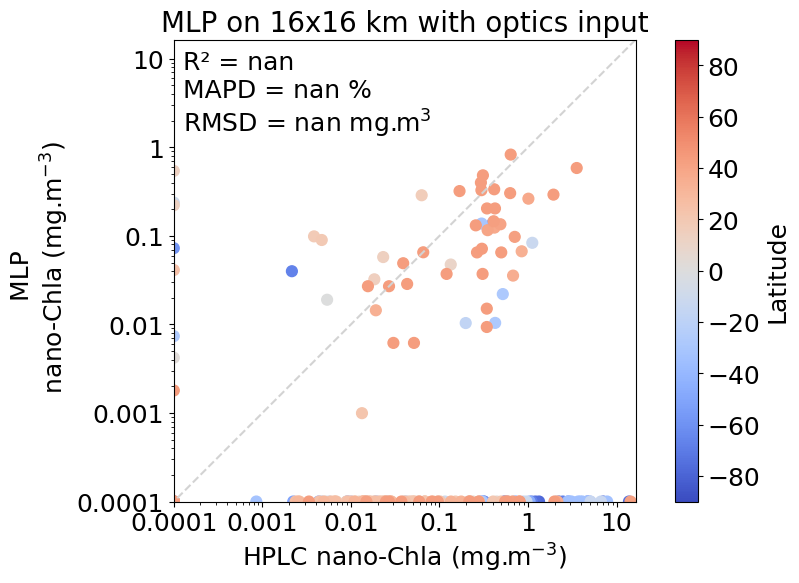 MLP on 16x16 km with optics input
R² = nan
MAPD = nan %
RMSD = nan mg.m³
10
1
0.1
0.01
0.001
0.0001
MLP
nano-Chla (mg.m⁻³)
0.0001
0.001
0.01
0.1
1
10
HPLC nano-Chla (mg.m⁻³)
80
60
40
20
0
−20
−40
−60
−80
Latitude